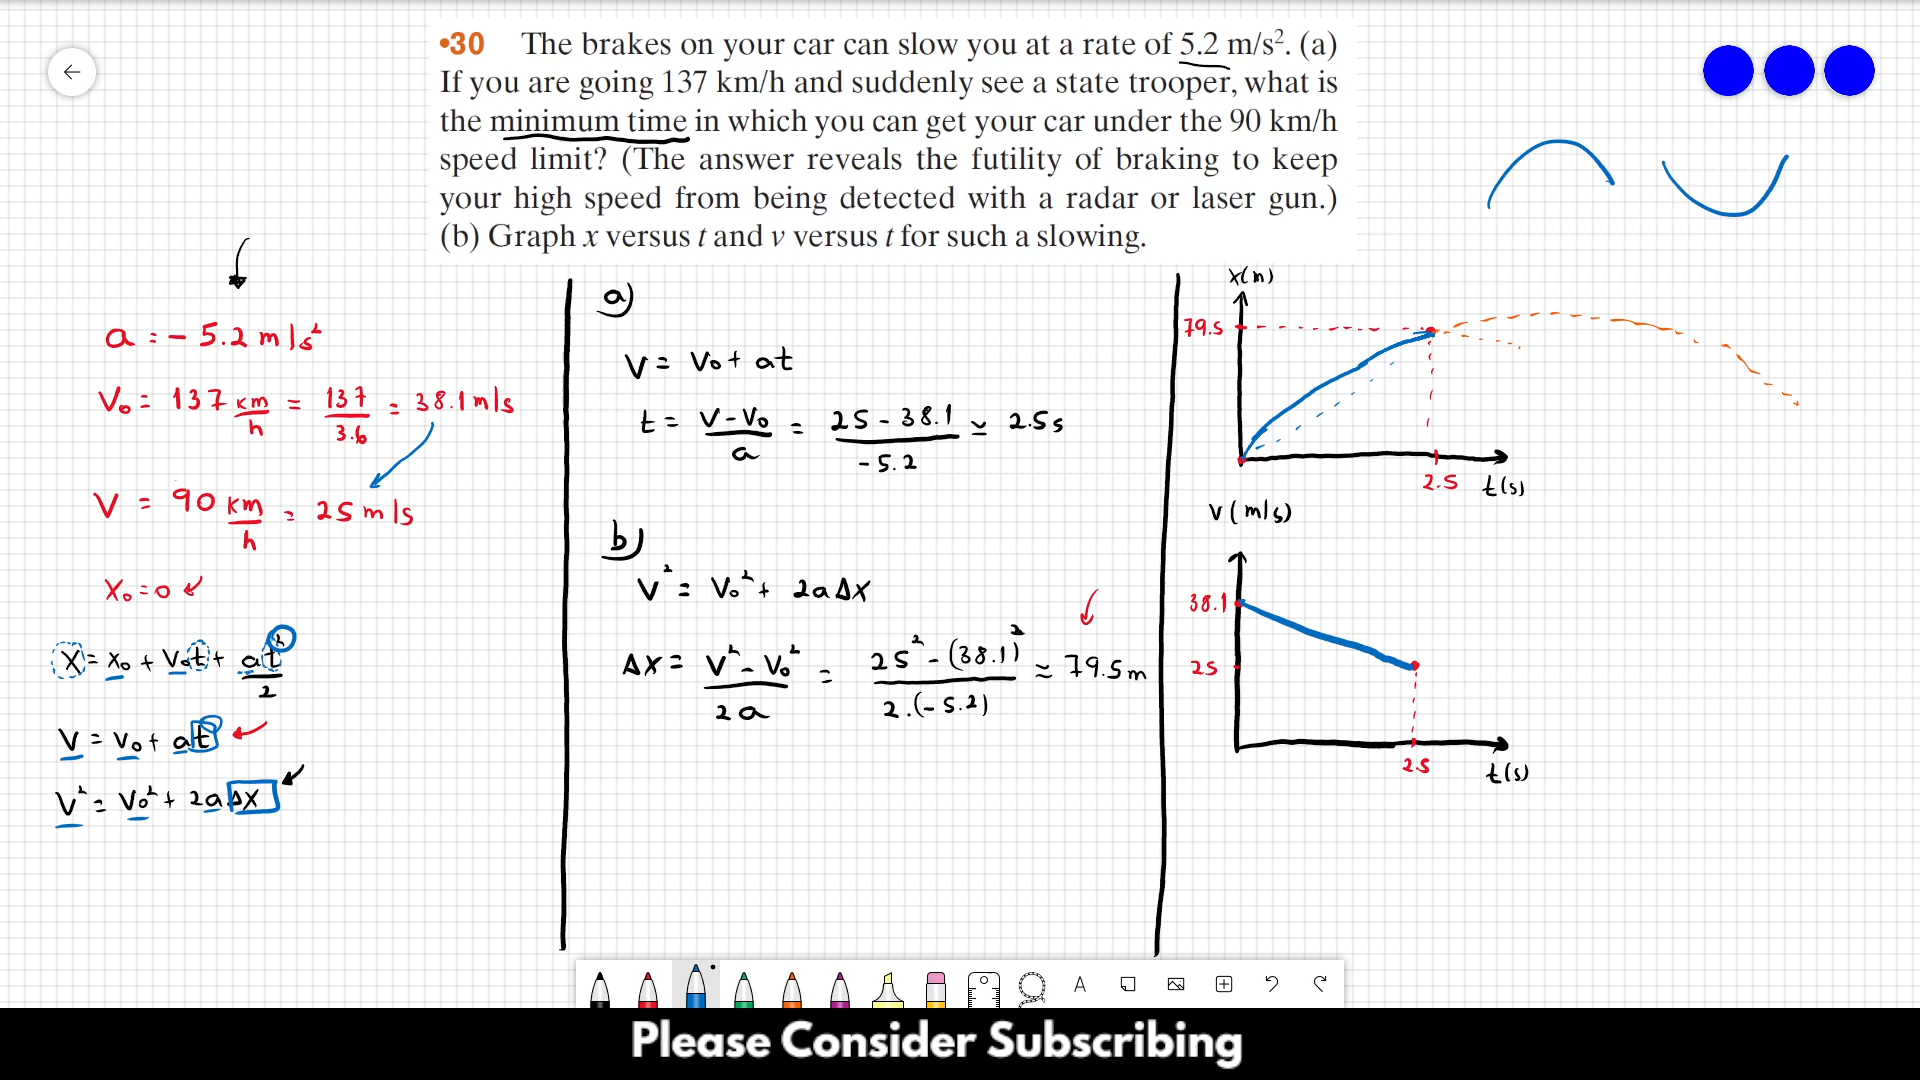 •30 The brakes on your car can slow you at a rate of 5.2 m/s². (a)
If you are going 137 km/h and suddenly see a state trooper, what is
the minimum time in which you can get your car under the 90 km/h
speed limit? (The answer reveals the futility of braking to keep
your high speed from being detected with a radar or laser gun.)
(b) Graph x versus t and v versus t for such a slowing.
a = -5.2 m/s²
V₀ = 137 km/h = 137/3.6 = 38.1 m/s
V = 90 km/h = 25 m/s
X₀ = 0
X = X₀ + V₀t + at²/2
V = V₀ + at
V² = V₀² + 2aΔX
a)
V = V₀ + at
t = V - V₀/a = 25 - 38.1/-5.2 ≃ 2.5s
b)
V² = V₀² + 2aΔX
ΔX = V² - V₀²/2a = 25² - (38.1)²/2.(-5.2) ≈ 79.5m
X(m)
79.5
2.5
t(s)
V(m/s)
38.1
25
2.5
t(s)
A
Please Consider Subscribing